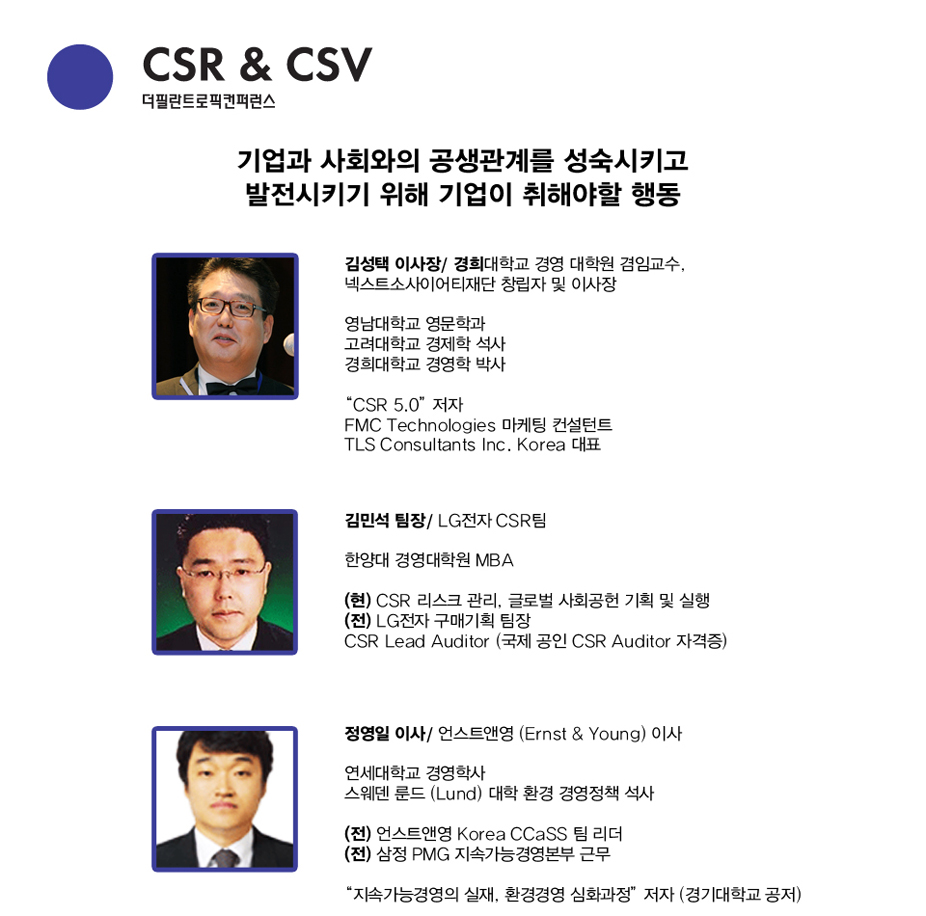 CSR & CSV
더필란트로픽컨퍼런스
기업과 사회와의 공생관계를 성숙시키고
발전시키기 위해 기업이 취해야할 행동
김성택 이사장/ 경희대학교 경영 대학원 겸임교수,
넥스트소사이어티재단 창립자 및 이사장
영남대학교 영문학과
고려대학교 경제학 석사
경희대학교 경영학 박사
“CSR 5.0” 저자
FMC Technologies 마케팅 컨설턴트
TLS Consultants Inc. Korea 대표
김민석 팀장/ LG전자 CSR팀
한양대 경영대학원 MBA
(현) CSR 리스크 관리, 글로벌 사회공헌 기획 및 실행
(전) LG전자 구매기획 팀장
CSR Lead Auditor (국제 공인 CSR Auditor 자격증)
정영일 이사/ 언스트앤영 (Ernst & Young) 이사
연세대학교 경영학사
스웨덴 룬드 (Lund) 대학 환경 경영정책 석사
(전) 언스트앤영 Korea CCaSS 팀 리더
(전) 삼정 PMG 지속가능경영본부 근무
“지속가능경영의 실재, 환경경영 심화과정” 저자 (경기대학교 공저)